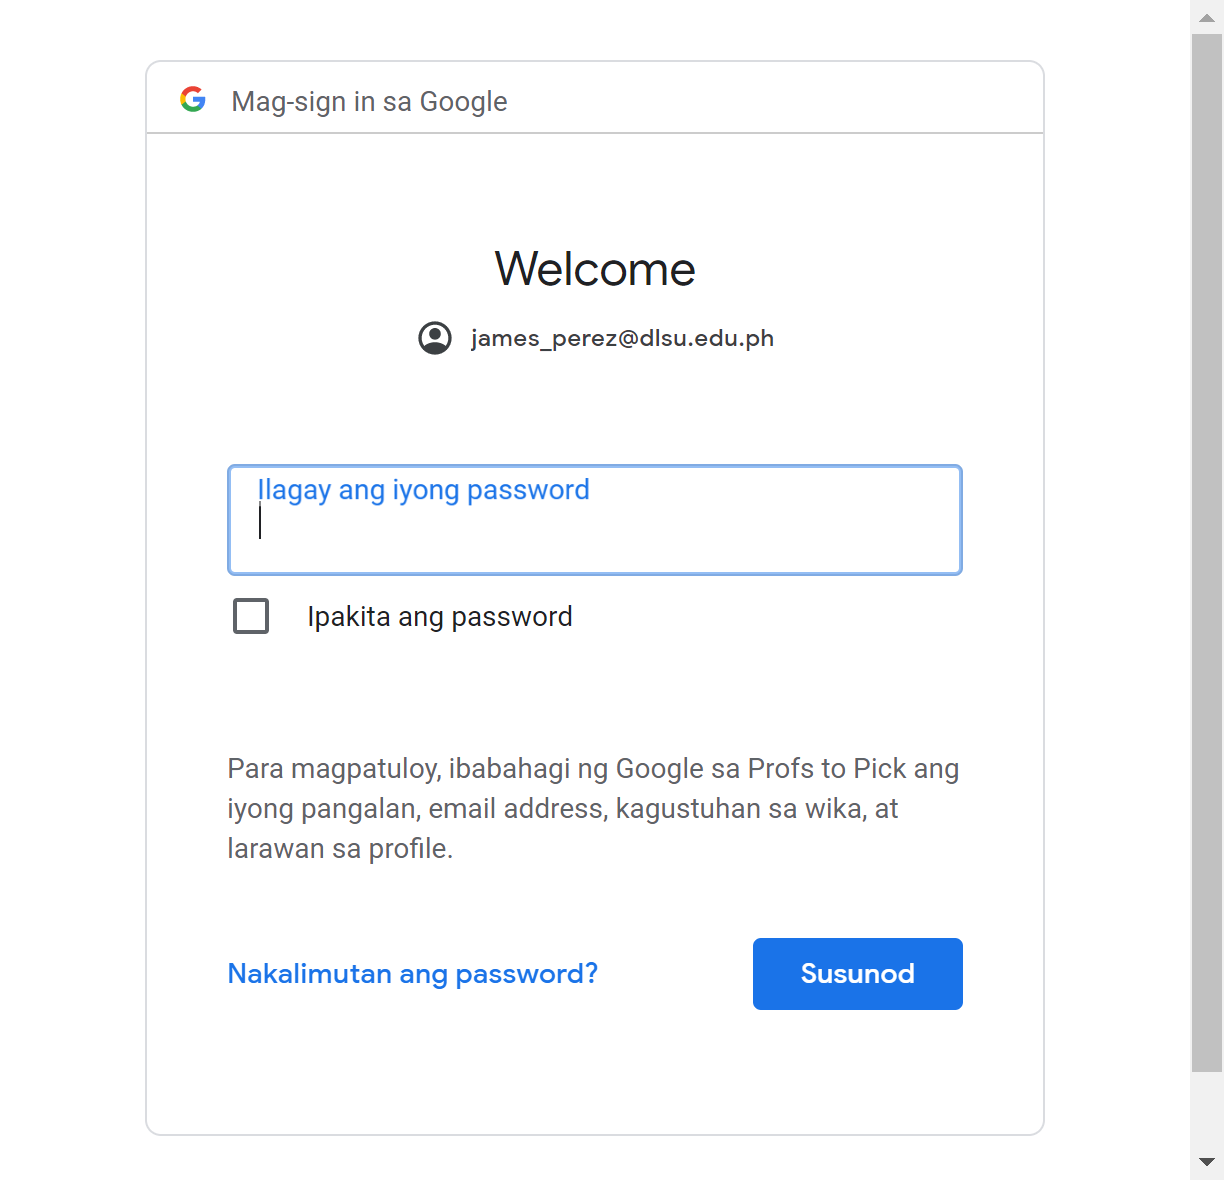 Mag-sign in sa Google
Welcome
james_perez@dlsu.edu.ph
Ilagay ang iyong password
Ipakita ang password
Para magpatuloy, ibabahagi ng Google sa Profs to Pick ang
iyong pangalan, email address, kagustuhan sa wika, at
larawan sa profile.
Nakalimutan ang password?
Susunod